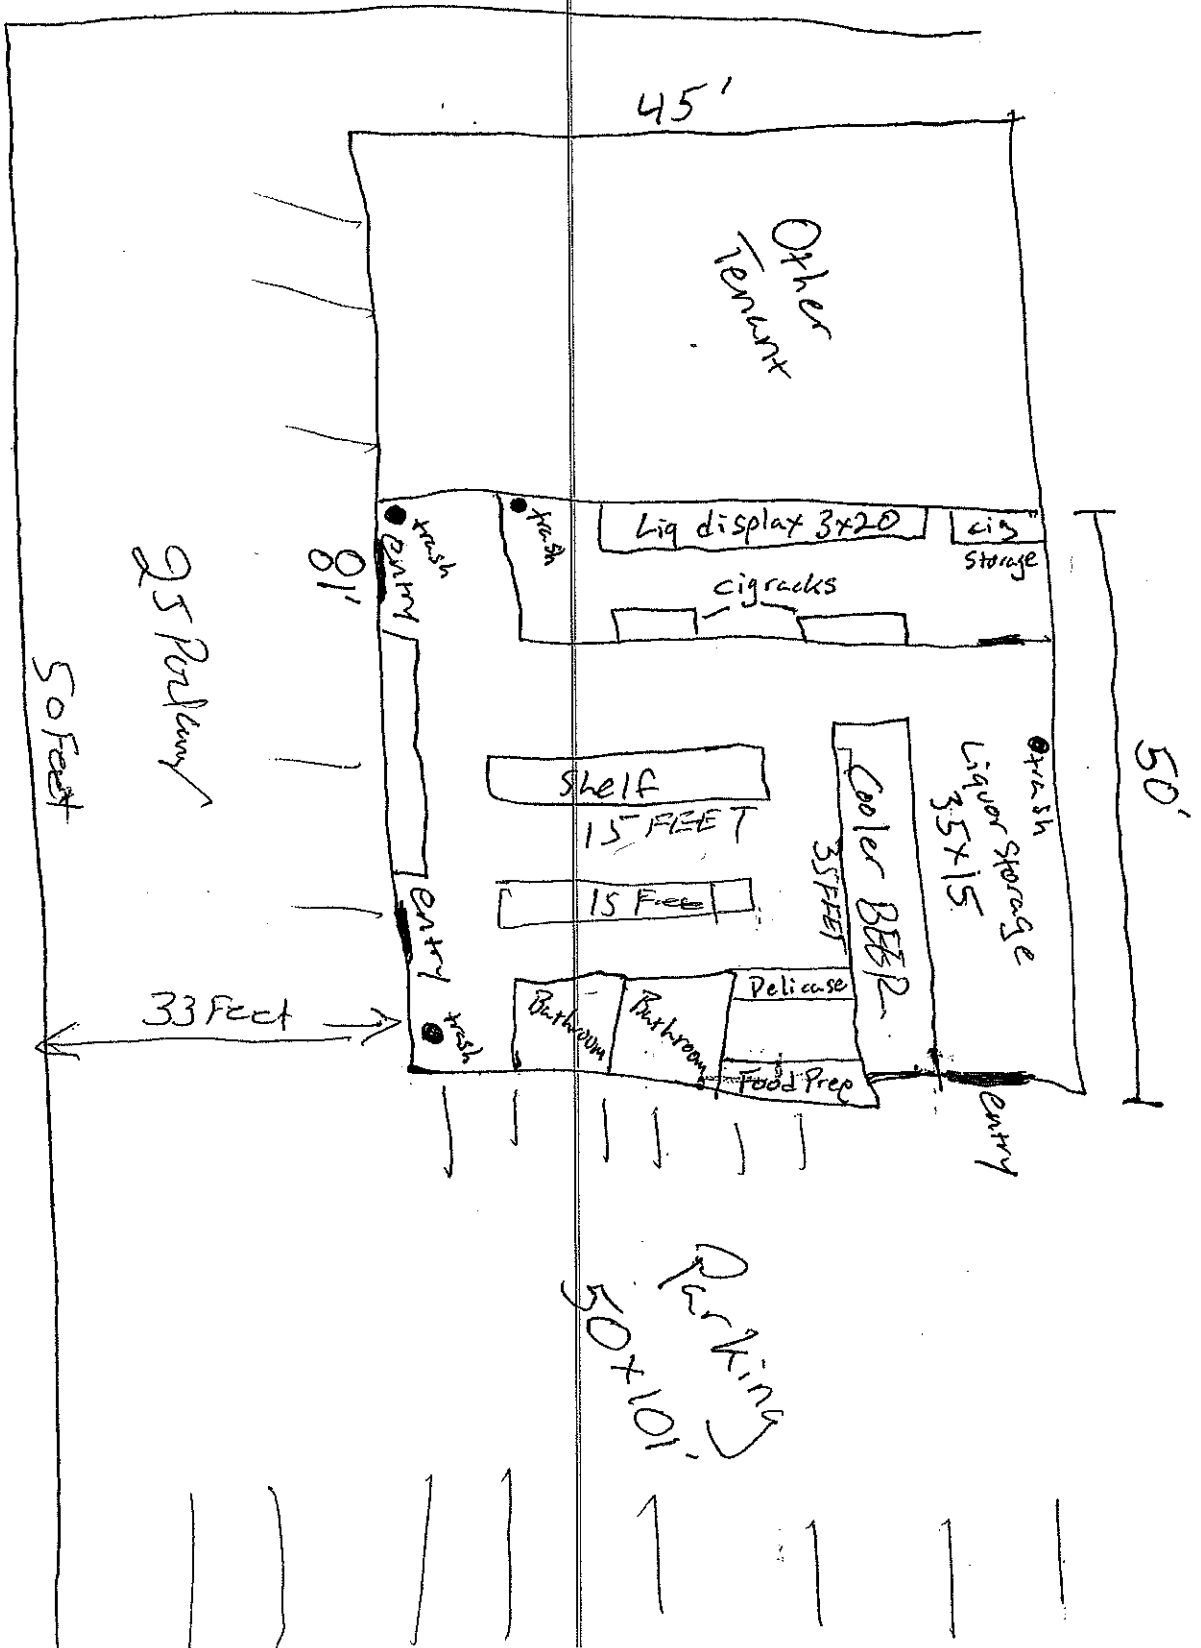 45'
Other
Tenant
trash
entry
trash
Liq display 3x20
cig
storage
cigracks
81'
25 Parking
50 Feet
50'
trash
Liquor Storage
35x15
Cooler BEER
35 FEET
Shelf
15 FEET
15 Feet
entry
33 Feet
trash
Bathroom
Bathroom
Delicase
Food Prep
entry
Parking
50x101'